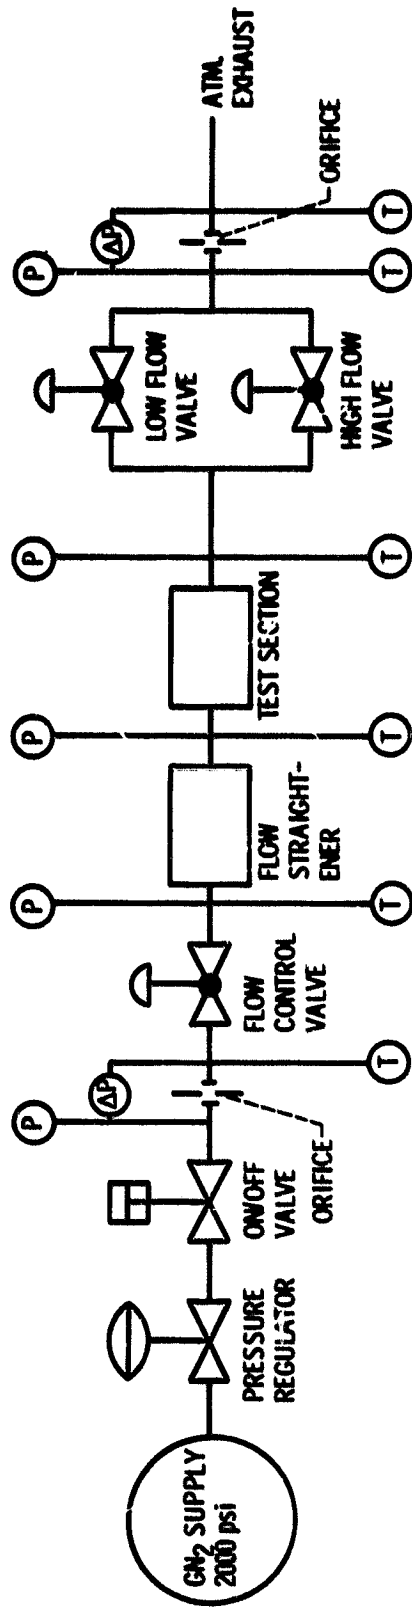 GN₂ SUPPLY
2000 psi
PRESSURE
REGULATOR
ON/OFF
VALVE
ORIFICE
P
ΔP
T
FLOW
CONTROL
VALVE
P
T
FLOW
STRAIGHT-
ENER
P
T
TEST SECTION
P
T
LOW FLOW
VALVE
HIGH FLOW
VALVE
P
ΔP
T
T
ORIFICE
ATM.
EXHAUST